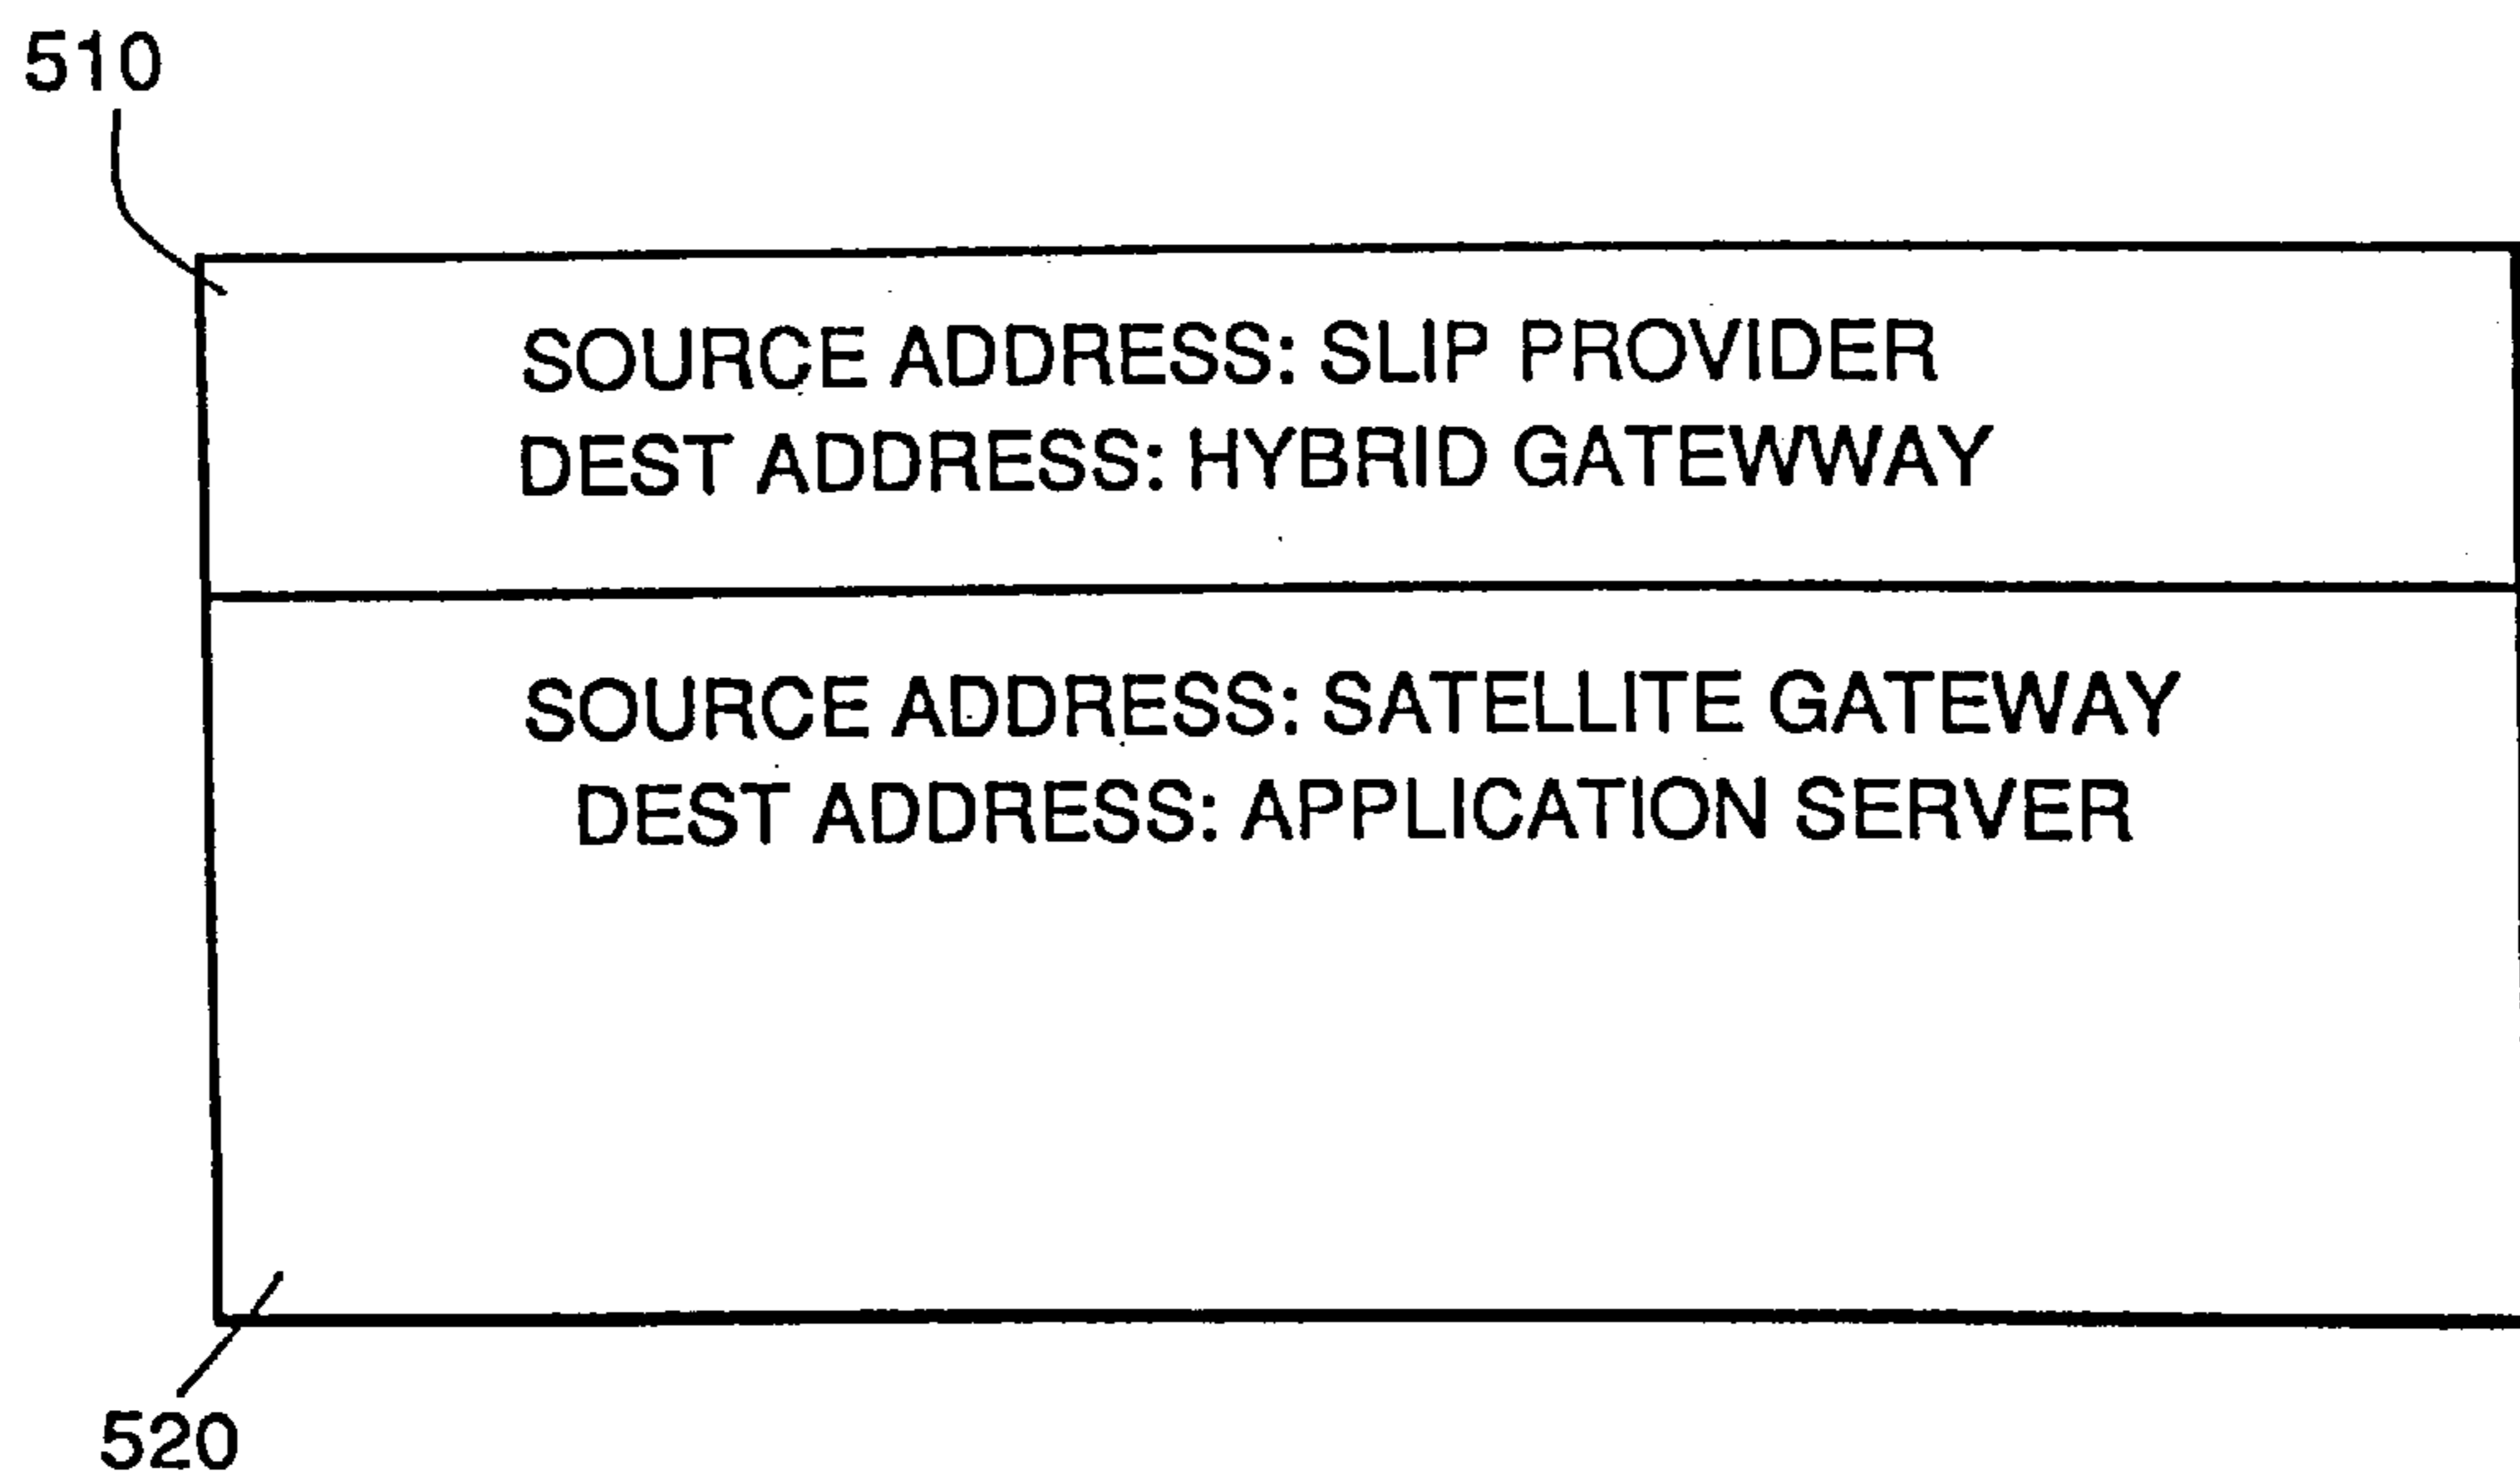 510
SOURCE ADDRESS: SLIP PROVIDER
DEST ADDRESS: HYBRID GATEWWAY
SOURCE ADDRESS: SATELLITE GATEWAY
DEST ADDRESS: APPLICATION SERVER
520